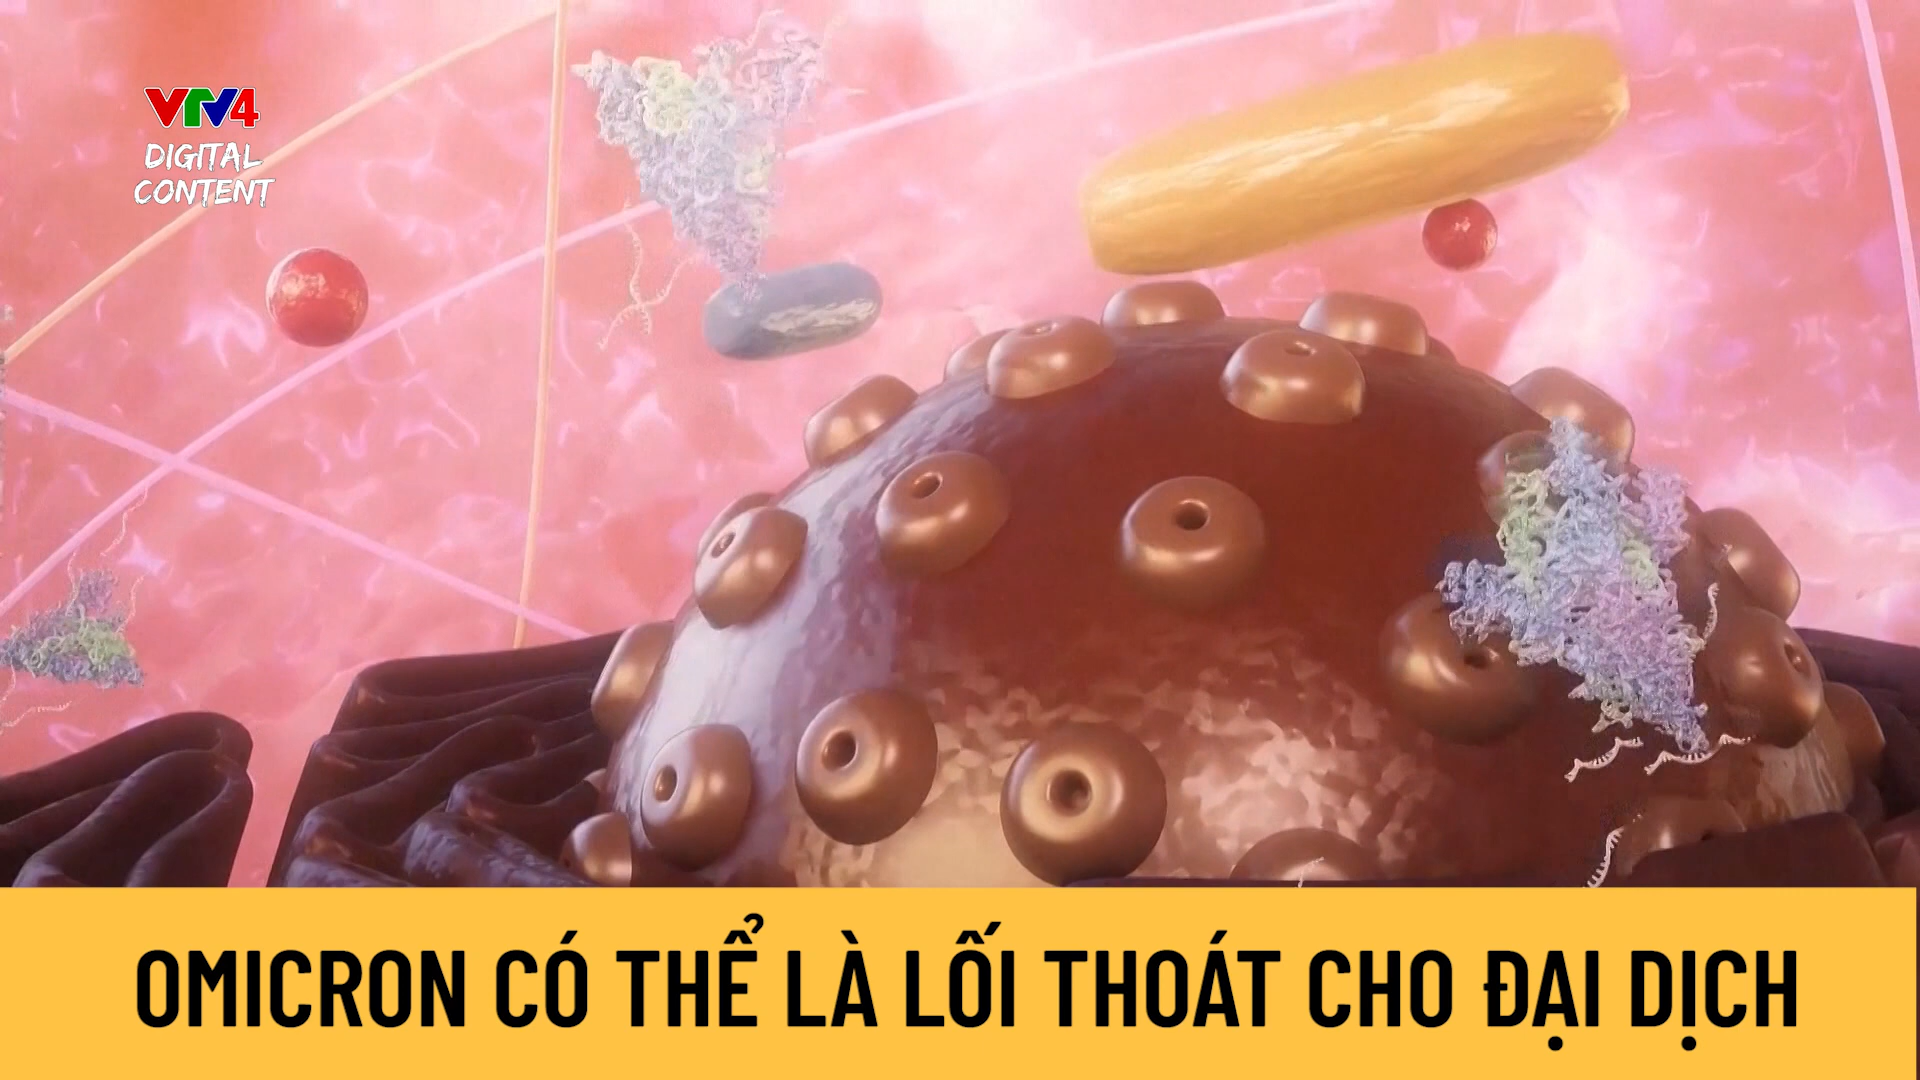 VTV4
DIGITAL
CONTENT
OMICRON CÓ THỂ LÀ LỐI THOÁT CHO ĐẠI DỊCH